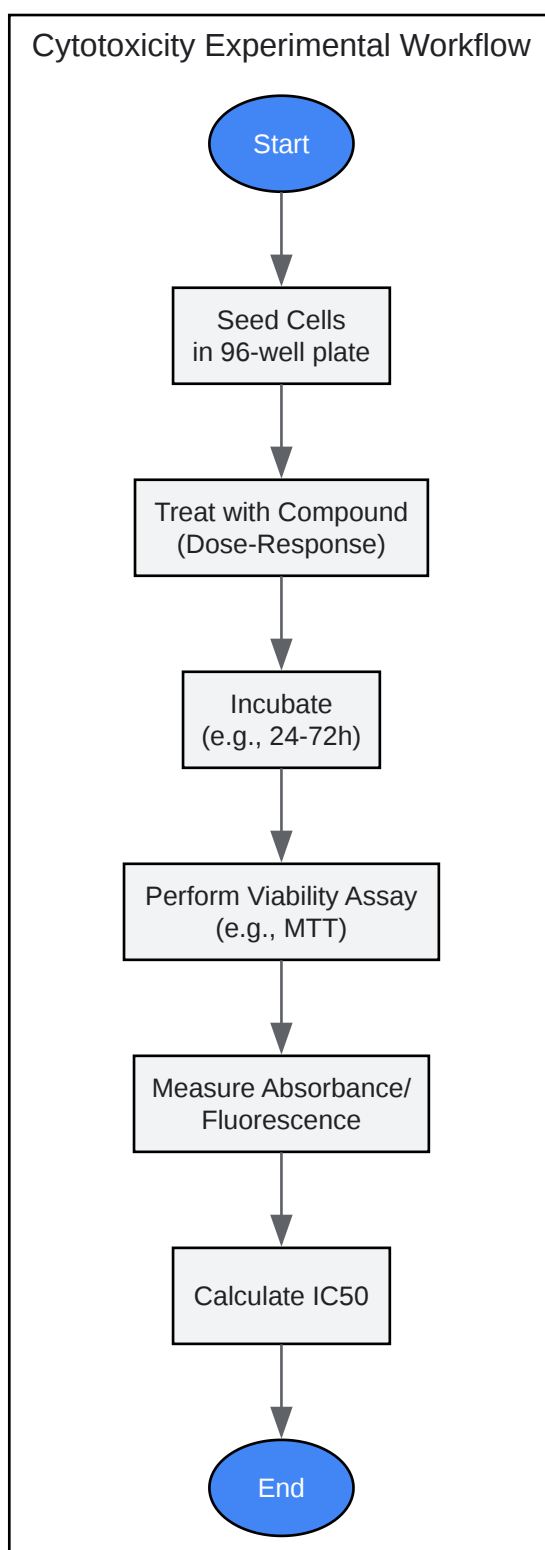 Cytotoxicity Experimental Workflow
Start
Seed Cells
in 96-well plate
Treat with Compound
(Dose-Response)
Incubate
(e.g., 24-72h)
Perform Viability Assay
(e.g., MTT)
Measure Absorbance/
Fluorescence
Calculate IC50
End